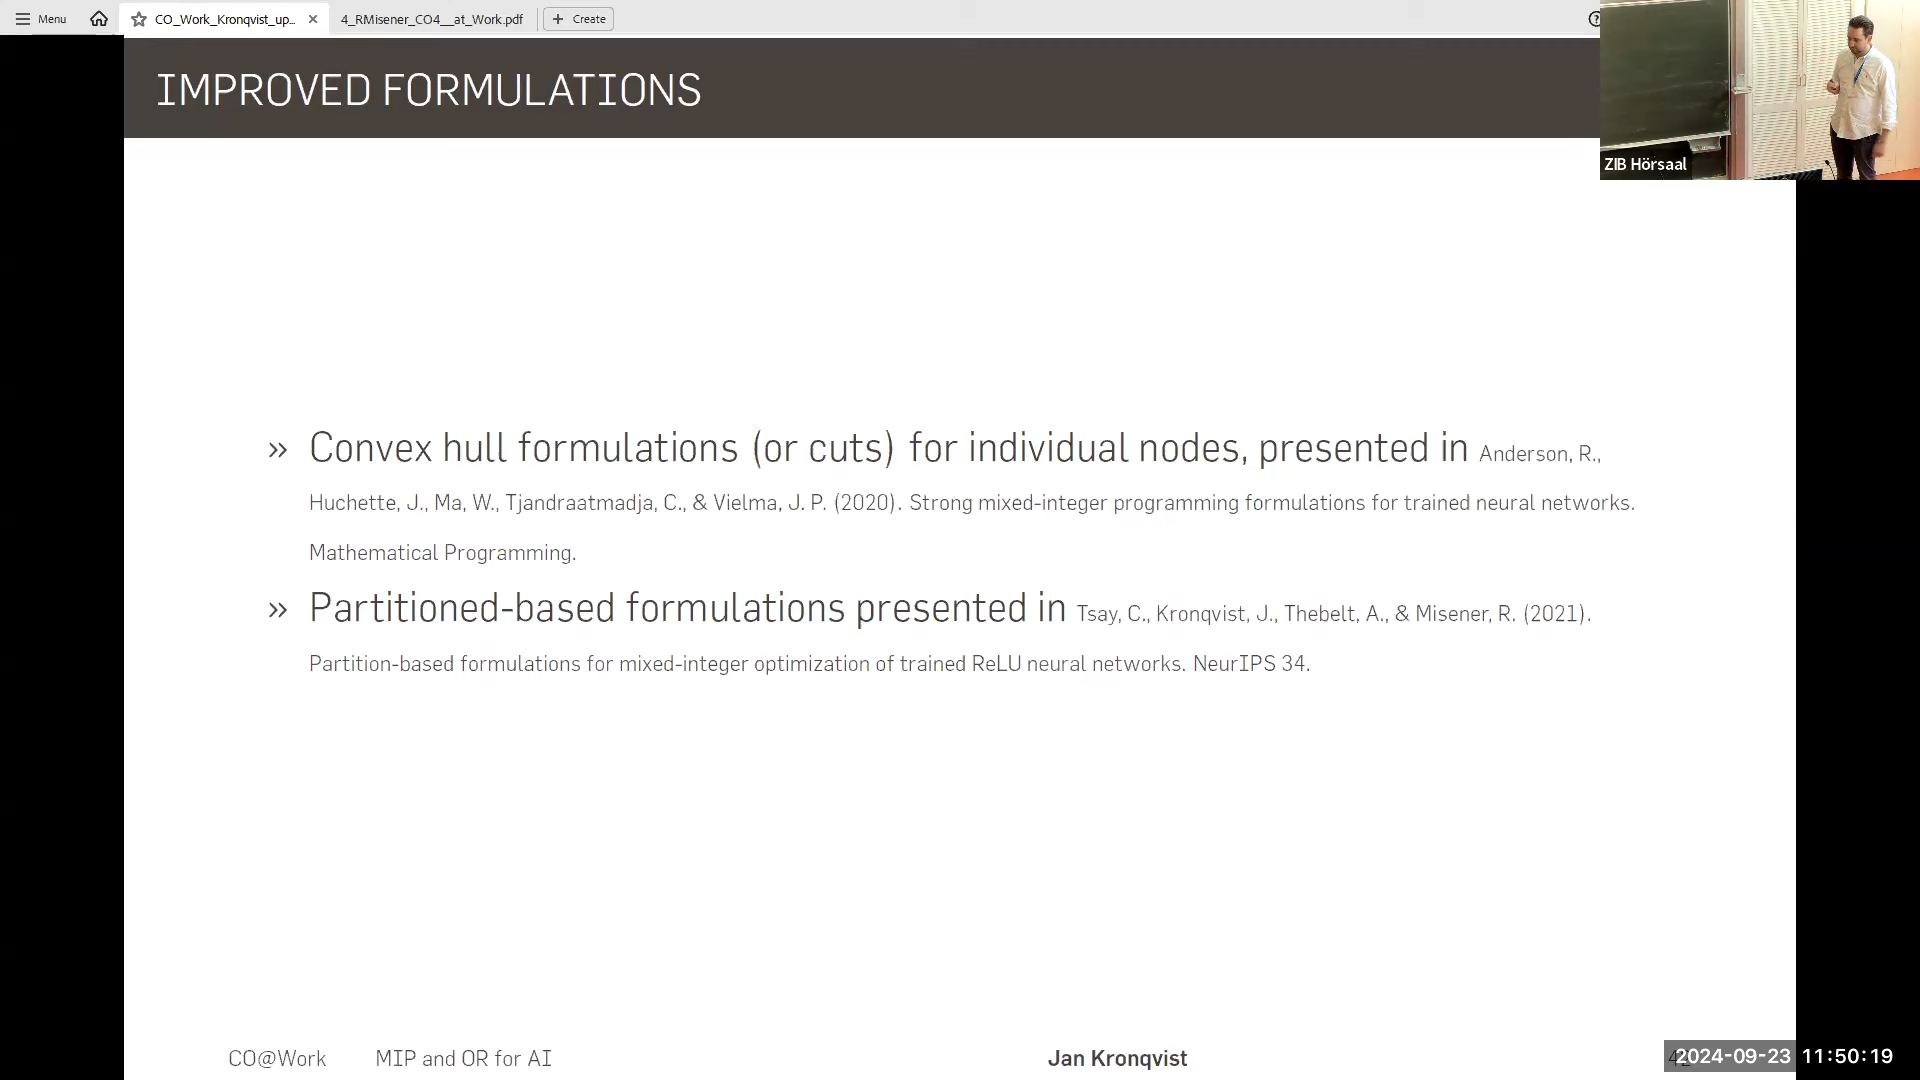 Menu
CO_Work_Kronqvist_up...
4_RMisener_CO4__at_Work.pdf
Create
IMPROVED FORMULATIONS
ZIB Hörsaal
» Convex hull formulations (or cuts) for individual nodes, presented in Anderson, R.,
Huchette, J., Ma, W., Tjandraatmadja, C., & Vielma, J. P. (2020). Strong mixed-integer programming formulations for trained neural networks.
Mathematical Programming.
» Partitioned-based formulations presented in Tsay, C., Kronqvist, J., Thebelt, A., & Misener, R. (2021).
Partition-based formulations for mixed-integer optimization of trained ReLU neural networks. NeurIPS 34.
CO@Work MIP and OR for AI Jan Kronqvist
2024-09-23 11:50:19